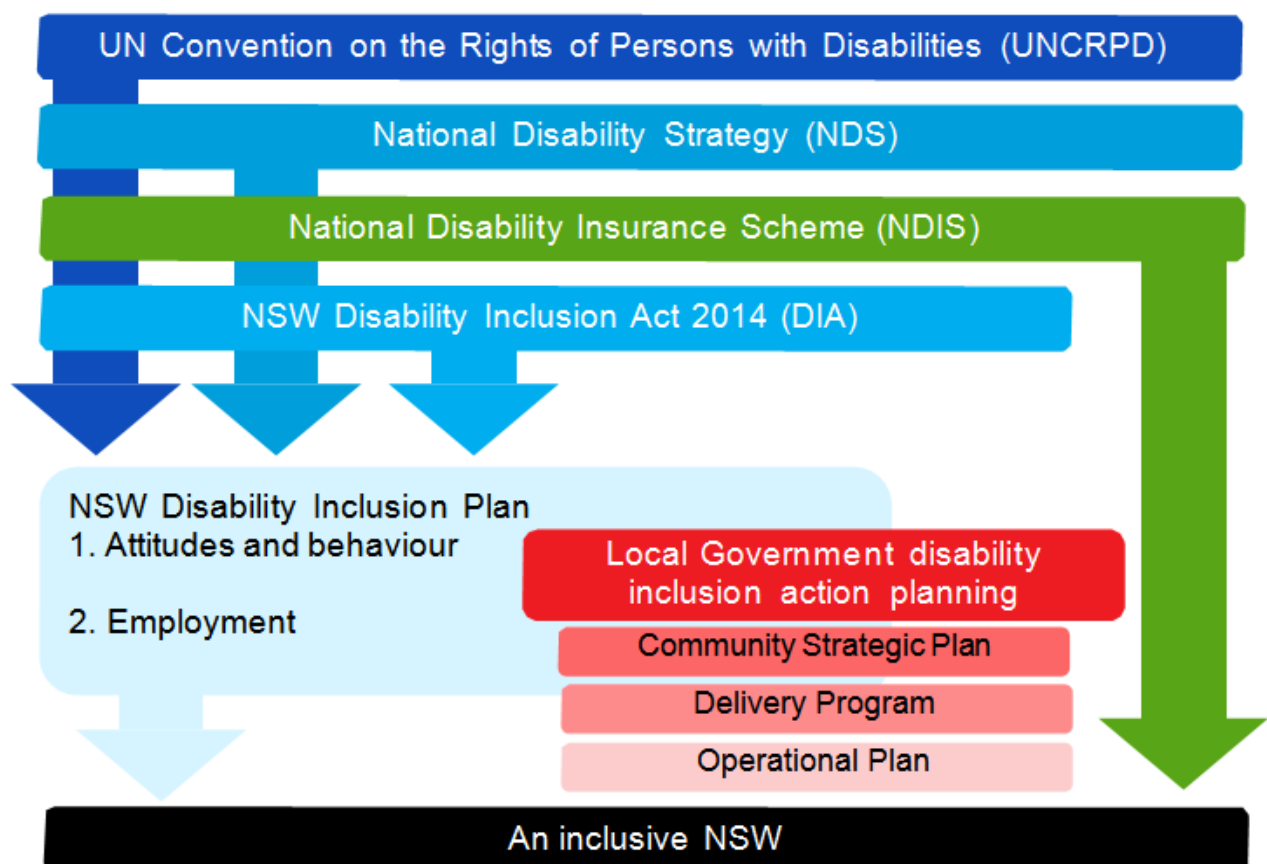 UN Convention on the Rights of Persons with Disabilities (UNCRPD)
National Disability Strategy (NDS)
National Disability Insurance Scheme (NDIS)
NSW Disability Inclusion Act 2014 (DIA)
NSW Disability Inclusion Plan
1. Attitudes and behaviour
2. Employment
Local Government disability
inclusion action planning
Community Strategic Plan
Delivery Program
Operational Plan
An inclusive NSW